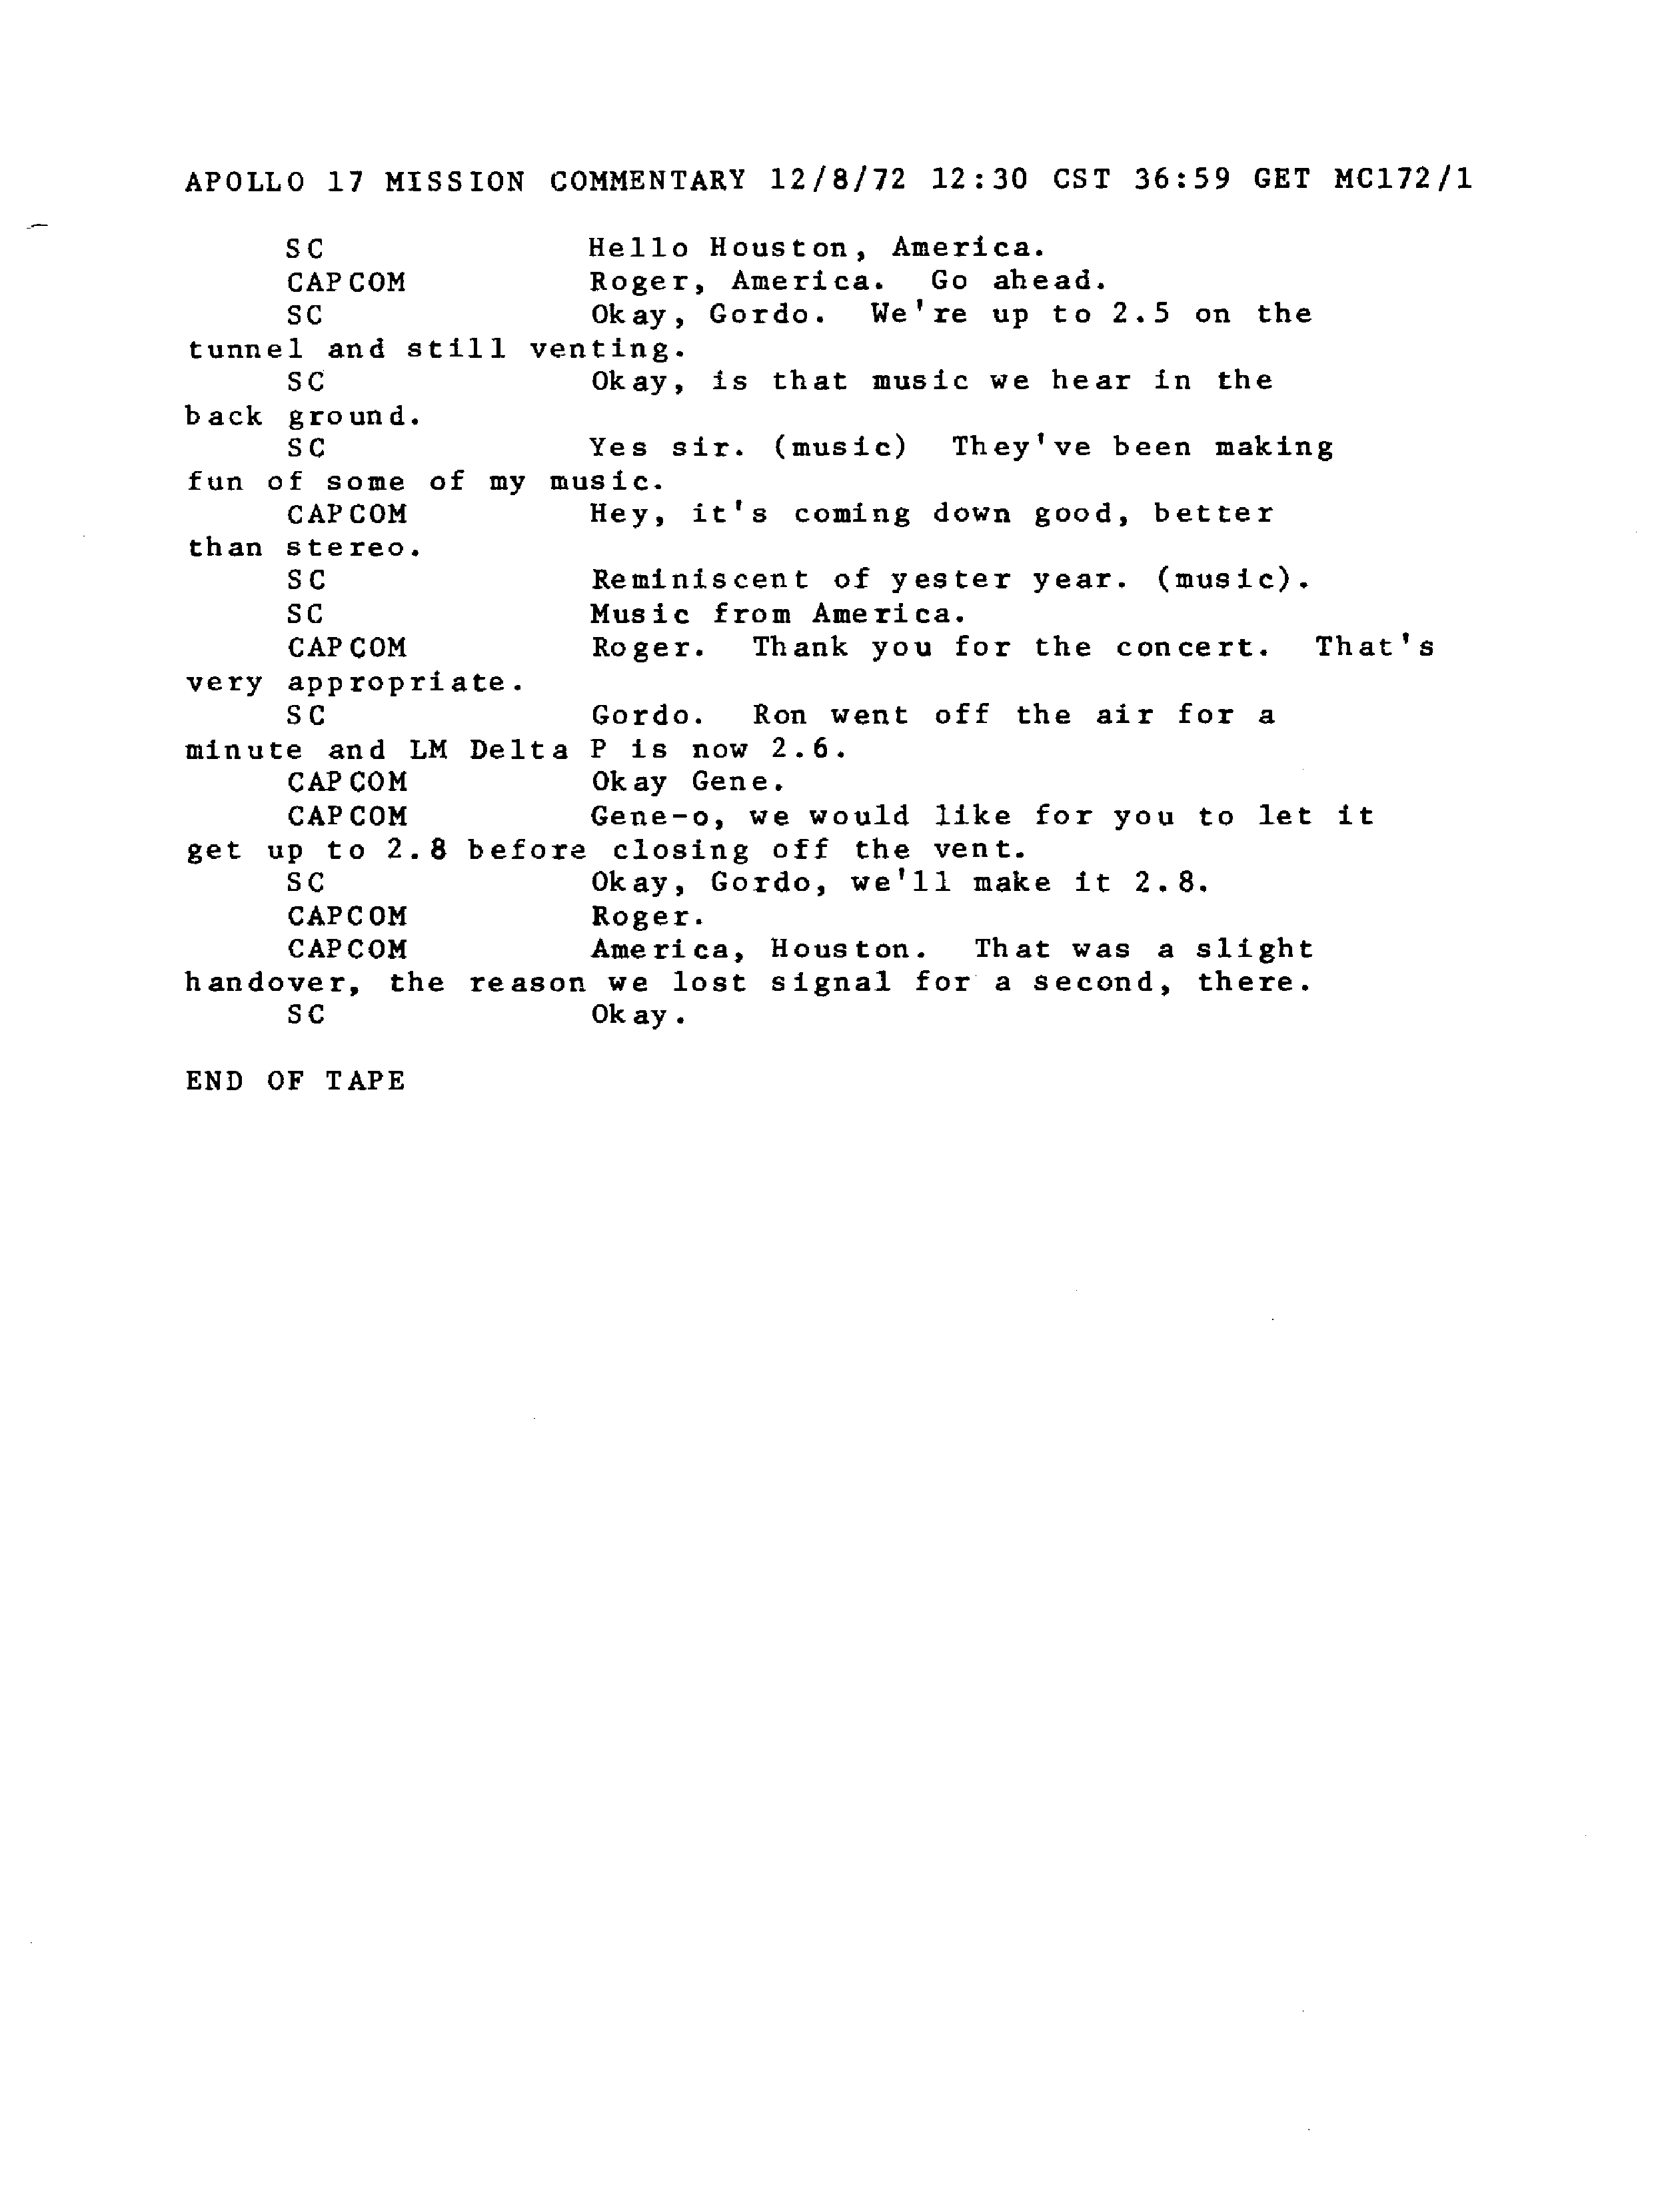 APOLLO 17 MISSION COMMENTARY 12/8/72 12:30 CST 36:59 GET MC172/1
SC Hello Houston, America.
CAPCOM Roger, America. Go ahead.
SC Okay, Gordo. We're up to 2.5 on the
tunnel and still venting.
SC Okay, is that music we hear in the
back ground.
SC Yes sir. (music) They've been making
fun of some of my music.
CAPCOM Hey, it's coming down good, better
than stereo.
SC Reminiscent of yester year. (music).
SC Music from America.
CAPCOM Roger. Thank you for the concert. That's
very appropriate.
SC Gordo. Ron went off the air for a
minute and LM Delta P is now 2.6.
CAPCOM Okay Gene.
CAPCOM Gene-o, we would like for you to let it
get up to 2.8 before closing off the vent.
SC Okay, Gordo, we'll make it 2.8.
CAPCOM Roger.
CAPCOM America, Houston. That was a slight
handover, the reason we lost signal for a second, there.
SC Okay.
END OF TAPE